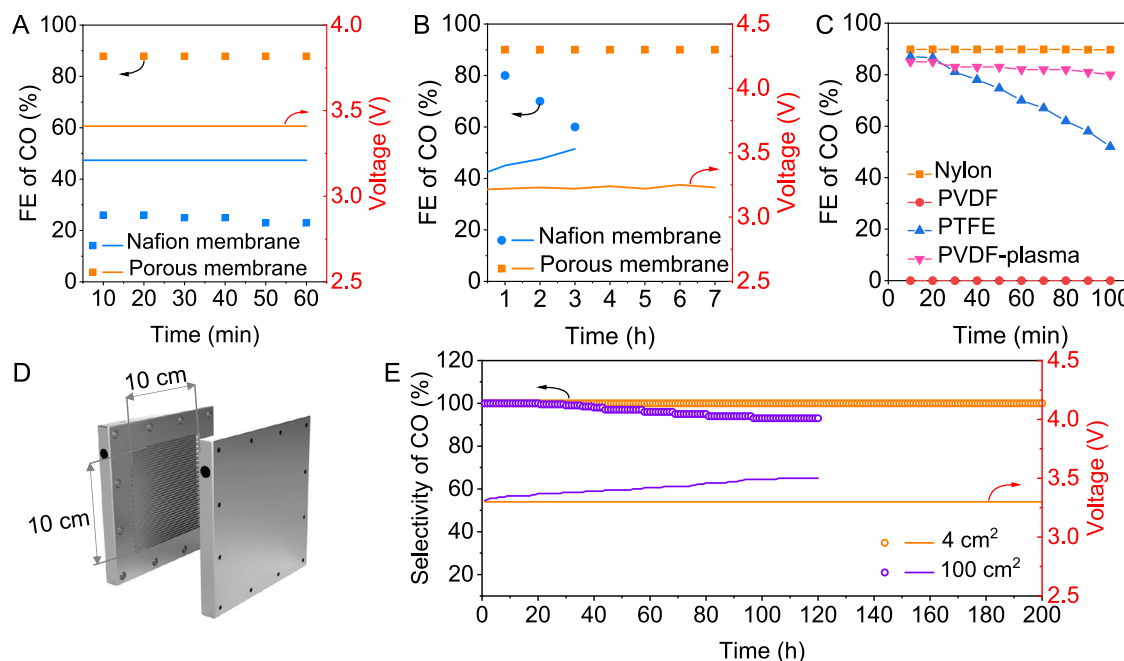 A
FE of CO (%)
100
80
60
40
20
0
4.0
3.5
3.0
2.5
Voltage (V)
Nafion membrane
Porous membrane
10 20 30 40 50 60
Time (min)
B
FE of CO (%)
100
80
60
40
20
0
4.5
4.0
3.5
3.0
2.5
Voltage (V)
Nafion membrane
Porous membrane
1 2 3 4 5 6 7
Time (h)
C
FE of CO (%)
100
80
60
40
20
0
Nylon
PVDF
PTFE
PVDF-plasma
0 20 40 60 80 100
Time (min)
D
10 cm
10 cm
E
Selectivity of CO (%)
120
100
80
60
40
20
4.5
4.0
3.5
3.0
2.5
Voltage (V)
4 cm²
100 cm²
0 20 40 60 80 100 120 140 160 180 200
Time (h)